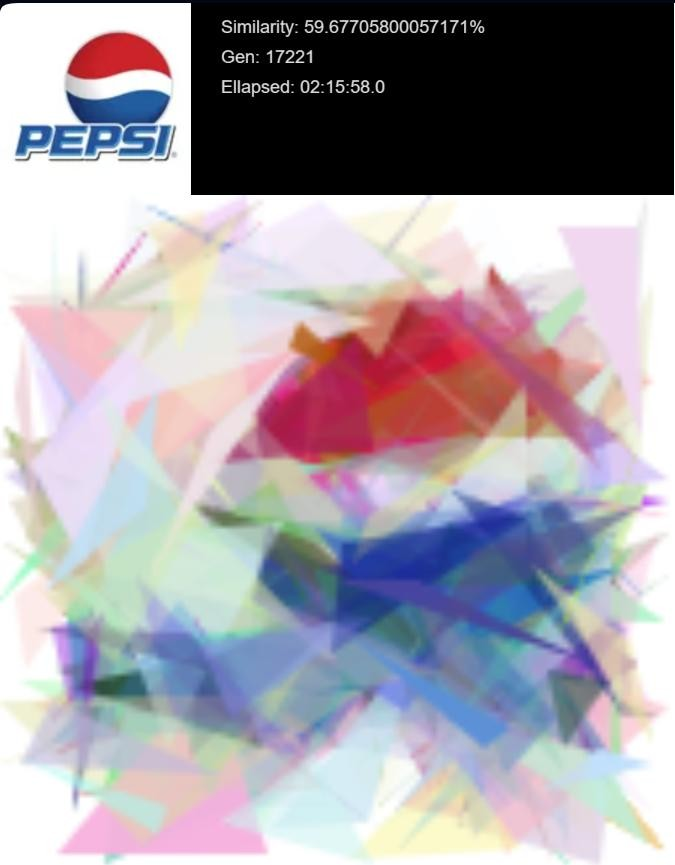 Similarity: 59.67705800057171%
Gen: 17221
Ellapsed: 02:15:58.0
PEPSI®